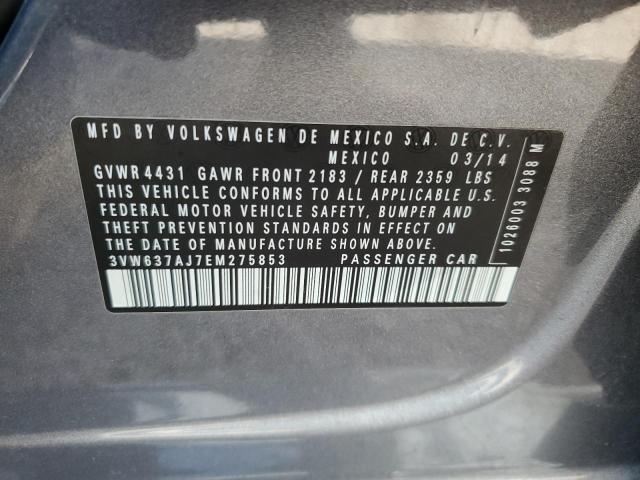 MFD BY VOLKSWAGEN DE MEXICO S.A. DE C.V.
MEXICO 03/14
GVWR 4431 GAWR FRONT 2183 / REAR 2359 LBS
THIS VEHICLE CONFORMS TO ALL APPLICABLE U.S.
FEDERAL MOTOR VEHICLE SAFETY, BUMPER AND
THEFT PREVENTION STANDARDS IN EFFECT ON
THE DATE OF MANUFACTURE SHOWN ABOVE.
3VW637AJ7EM275853 PASSENGER CAR
1026003 3088 M